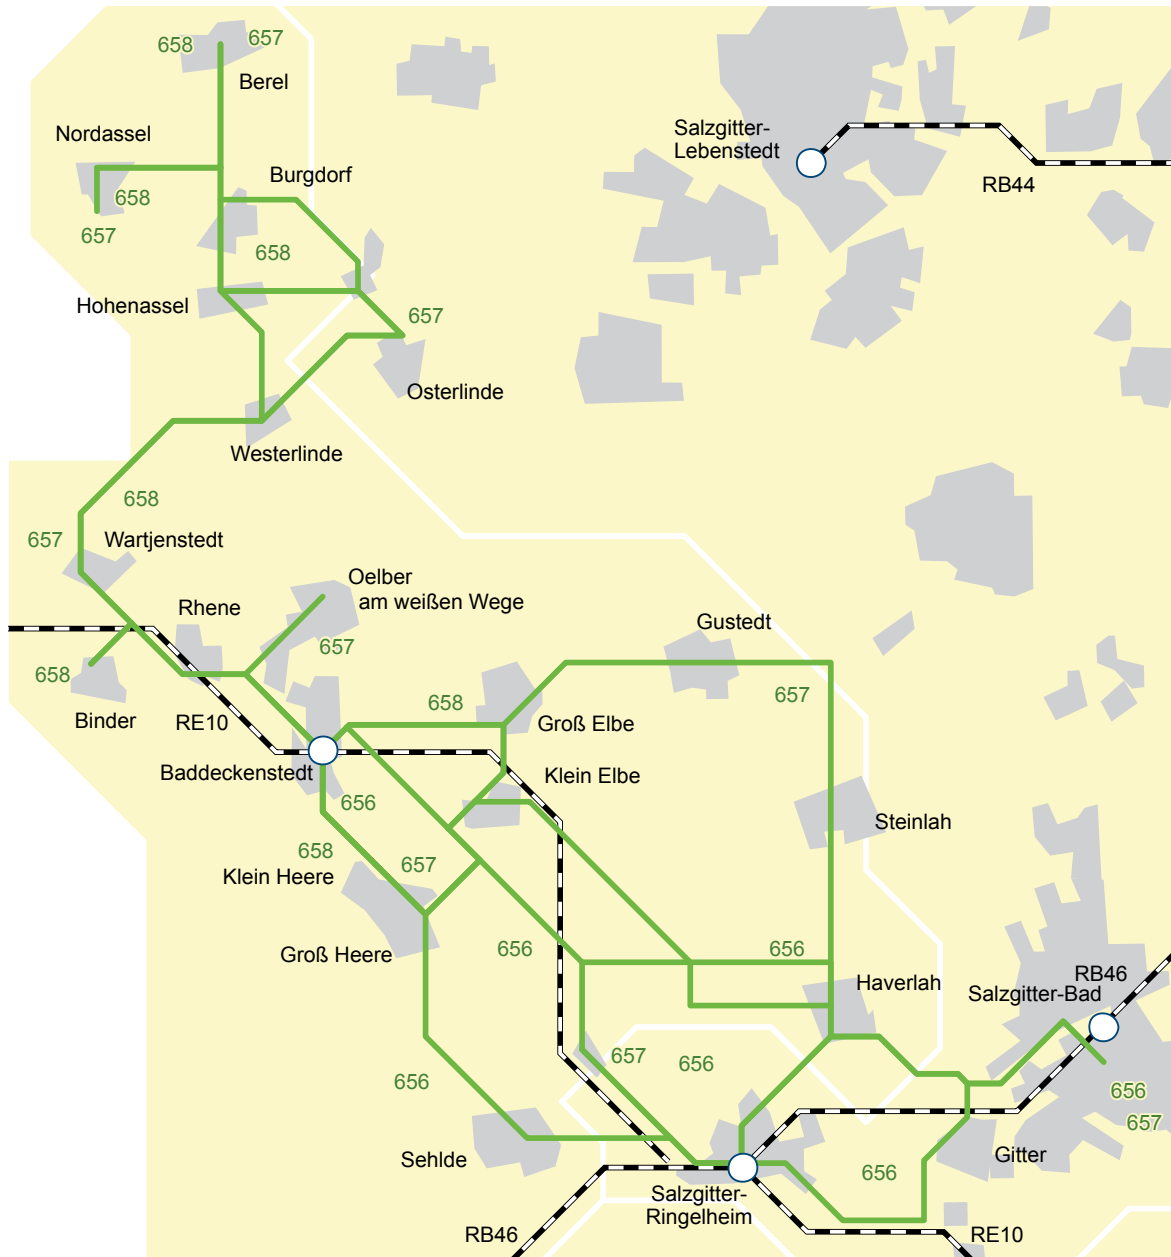 658
657
Berel
Nordassel
658
657
Burgdorf
658
Hohenassel
657
Osterlinde
Westerlinde
658
657
Wartjenstedt
Salzgitter-
Lebenstedt
RB44
Oelber
am weißen Wege
Rhene
657
658
Binder
RE10
Gustedt
657
658
Groß Elbe
Baddeckenstedt
Klein Elbe
656
658
Klein Heere
657
Steinlah
Groß Heere
656
656
Haverlah
RB46
Salzgitter-Bad
657
656
656
656
657
Sehlde
Gitter
656
Salzgitter-
Ringelheim
RB46
RE10